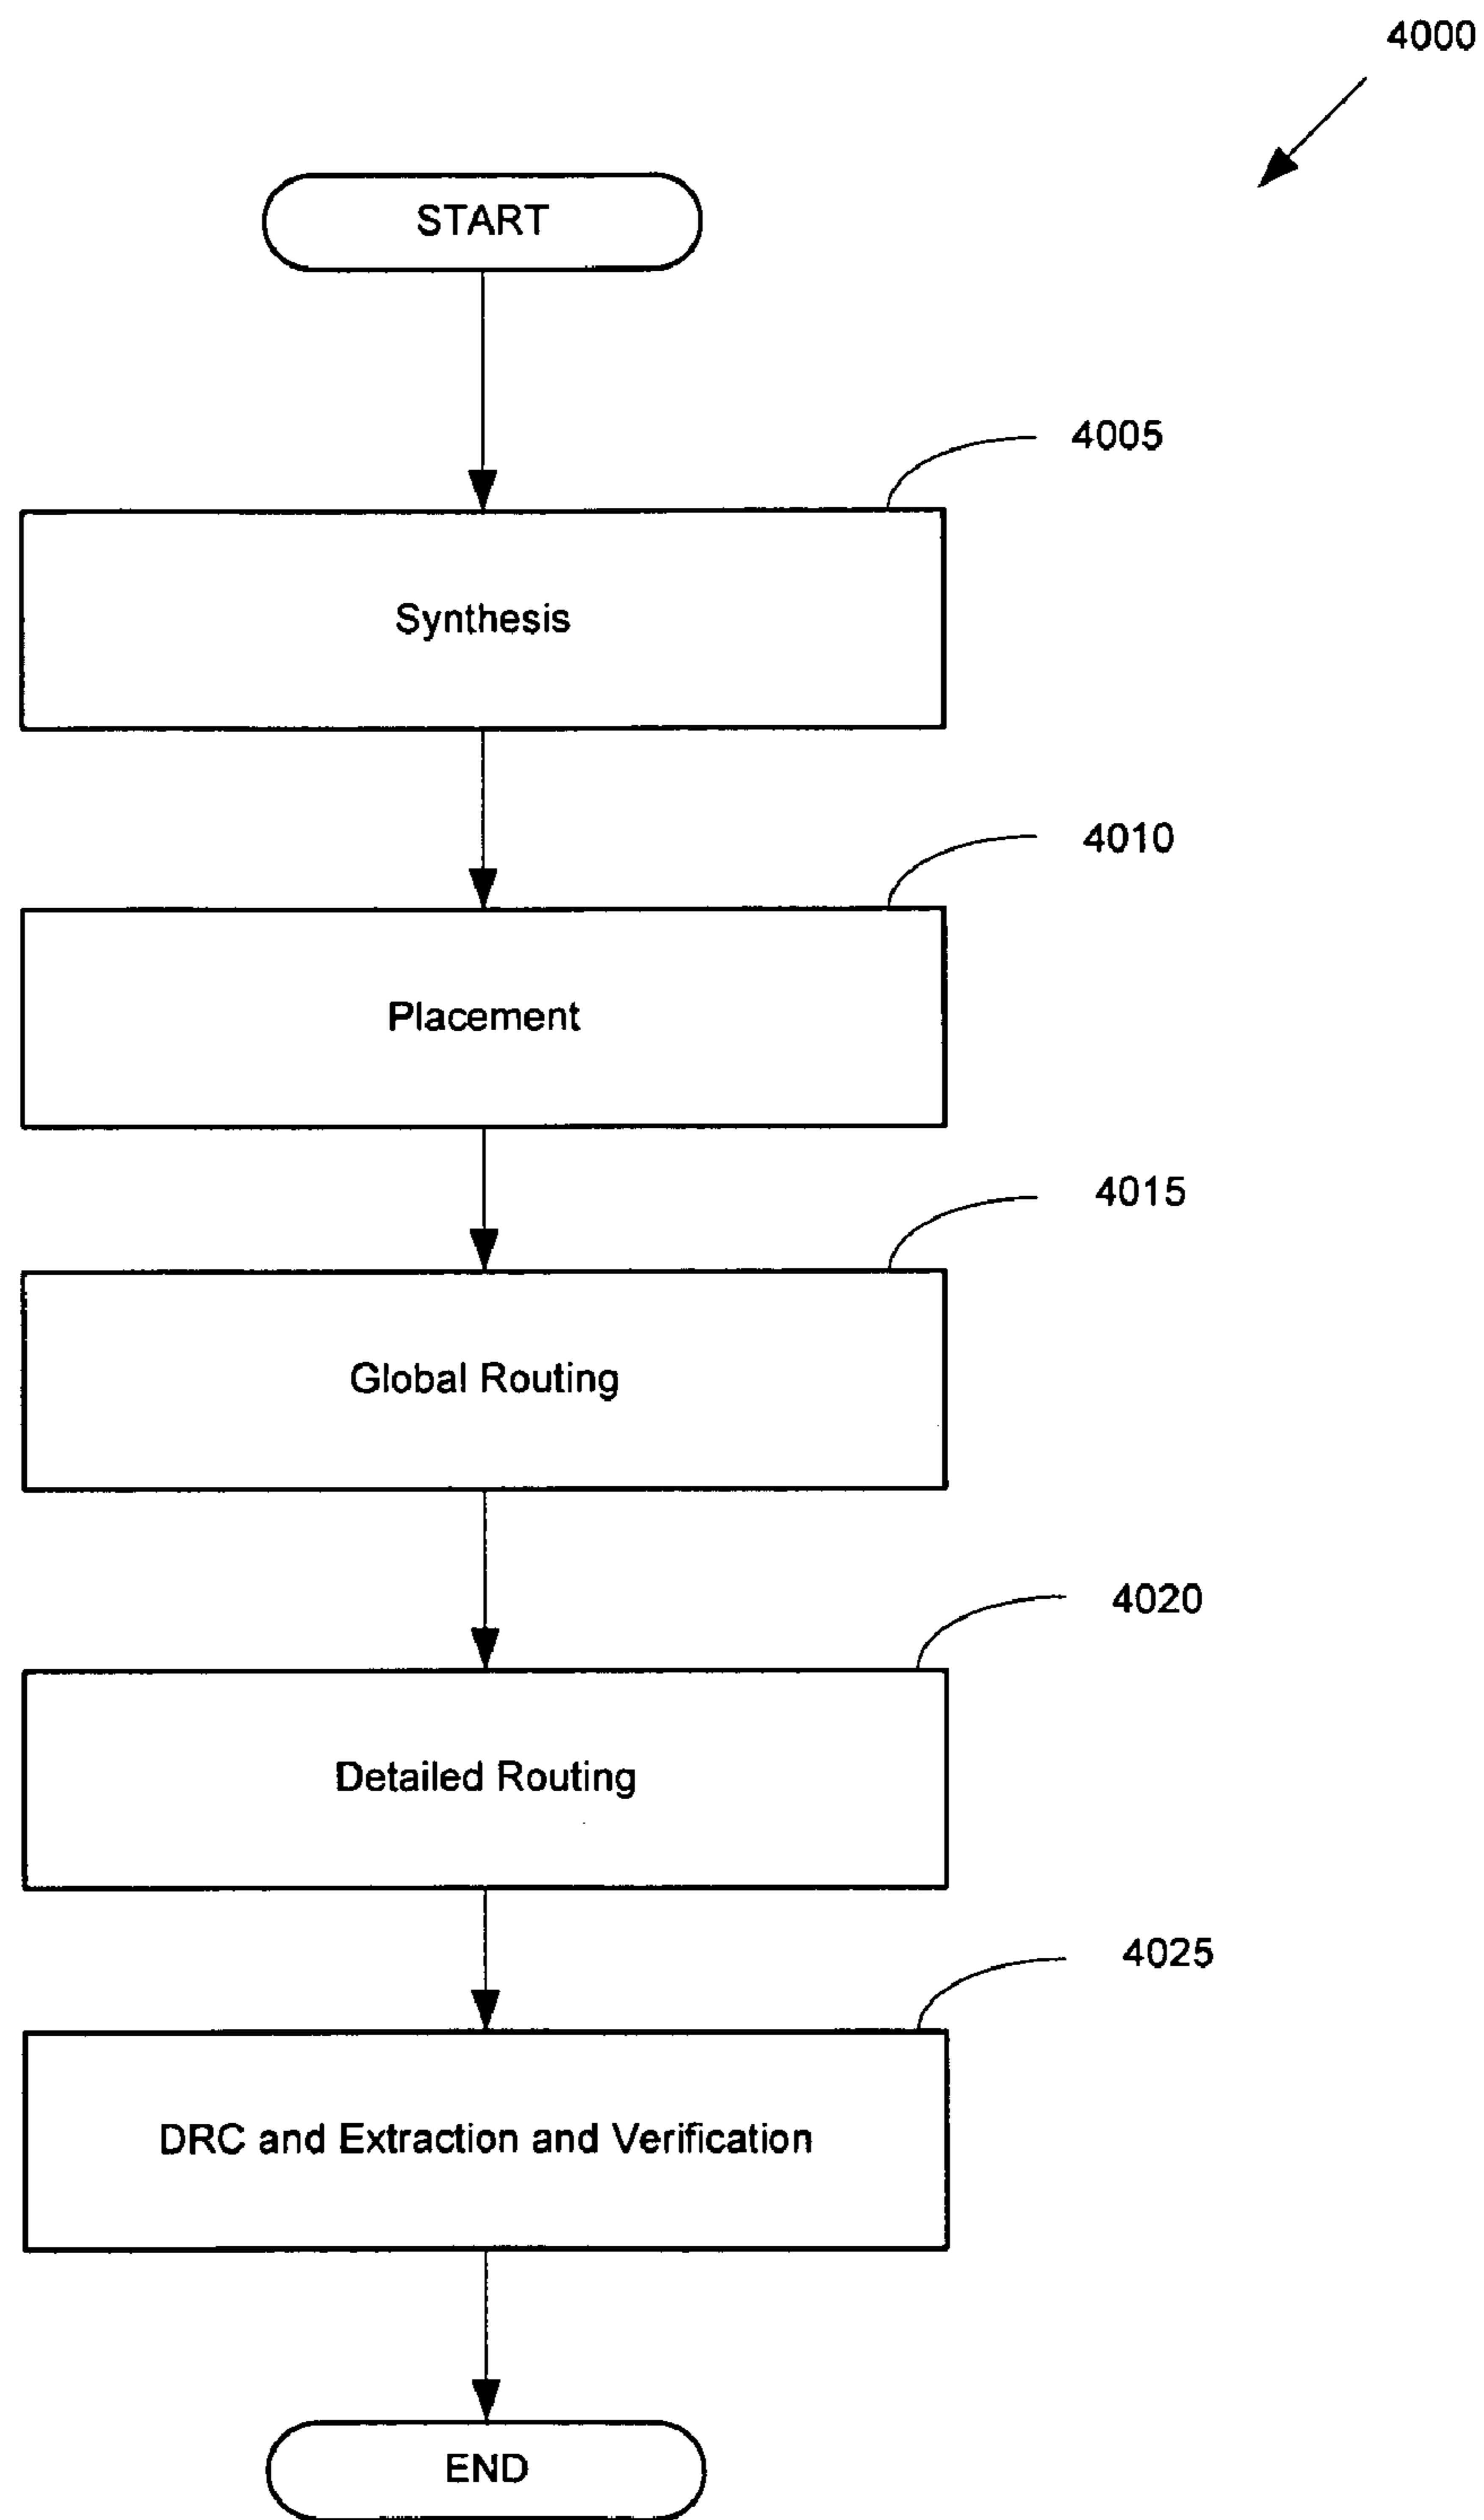 4000
START
4005
Synthesis
4010
Placement
4015
Global Routing
4020
Detailed Routing
4025
DRC and Extraction and Verification
END